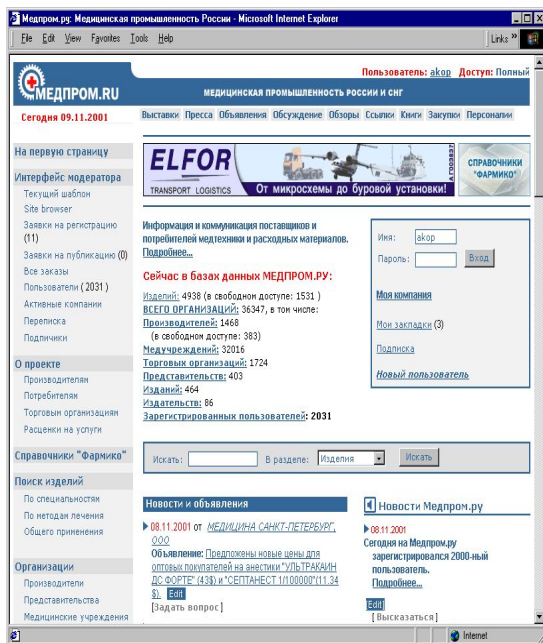 Медпром.ру: Медицинская промышленность России - Microsoft Internet Explorer
File Edit View Favorites Tools Help
Links »
Пользователь: akop Доступ: Полный
МЕДПРОМ.RU
МЕДИЦИНСКАЯ ПРОМЫШЛЕННОСТЬ РОССИИ И СНГ
Сегодня 09.11.2001
Выставки Пресса Объявления Обсуждение Обзоры Ссылки Книги Закупки Персоналии
На первую страницу
Интерфейс модератора
Текущий шаблон
Site browser
Заявки на регистрацию
(11)
Заявки на публикацию (0)
Все заказы
Пользователи ( 2031 )
Активные компании
Переписка
Подпички
О проекте
Производителям
Потребителям
Торговым организациям
Расценки на услуги
Справочники "Фармико"
Поиск изделий
По специальностям
По методам лечения
Общего применения
Организации
Производители
Представительства
Медицинские учреждения
ELFOR
TRANSPORT LOGISTICS
От микросхемы до буровой установки!
СПРАВОЧНИКИ
"ФАРМИКО"
Информация и коммуникация поставщиков и
потребителей медтехники и расходных материалов.
Подробнее...
Сейчас в базах данных МЕДПРОМ.РУ:
Изделий: 4938 (в свободном доступе: 1531 )
ВСЕГО ОРГАНИЗАЦИЙ: 36347, в том числе:
Производителей: 1468
(в свободном доступе: 383)
Медучреждений: 32016
Торговых организаций: 1724
Представительств: 403
Изданий: 464
Издательств: 86
Зарегистрированных пользователей: 2031
Имя: akop
Пароль: Вход
Моя компания
Мои закладки (3)
Подписка
Новый пользователь
Искать: В разделе: Изделия Искать
Новости и объявления
08.11.2001 от МЕДИЦИНА САНКТ-ПЕТЕРБУРГ,
ООО
Объявление: Предложены новые цены для
оптовых покупателей на анестики "УЛЬТРАКАИН
ДС ФОРТЕ" (43$) и "СЕПТАНЕСТ 1/100000"(11.34
$). Edit
[Задать вопрос]
Новости Медпром.ру
08.11.2001
Сегодня на Медпром.ру
зарегистрировался 2000-ный
пользователь.
Подробнее...
Edit
[Высказаться]
Internet